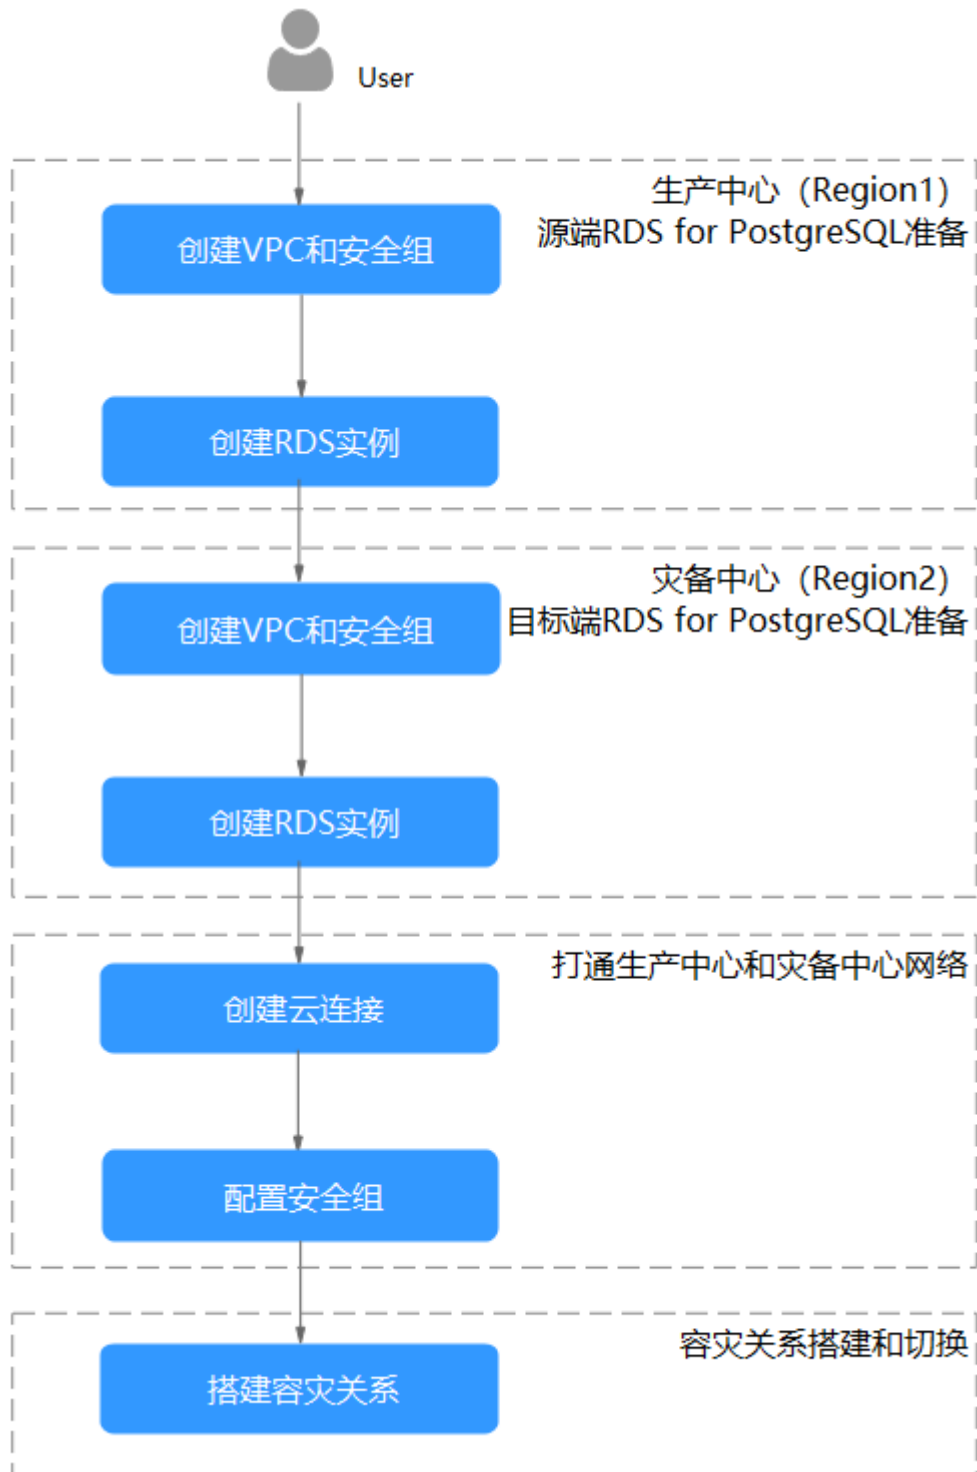 User
生产中心（Region1）
源端RDS for PostgreSQL准备
创建VPC和安全组
创建RDS实例
灾备中心（Region2）
目标端RDS for PostgreSQL准备
创建VPC和安全组
创建RDS实例
打通生产中心和灾备中心网络
创建云连接
配置安全组
容灾关系搭建和切换
搭建容灾关系